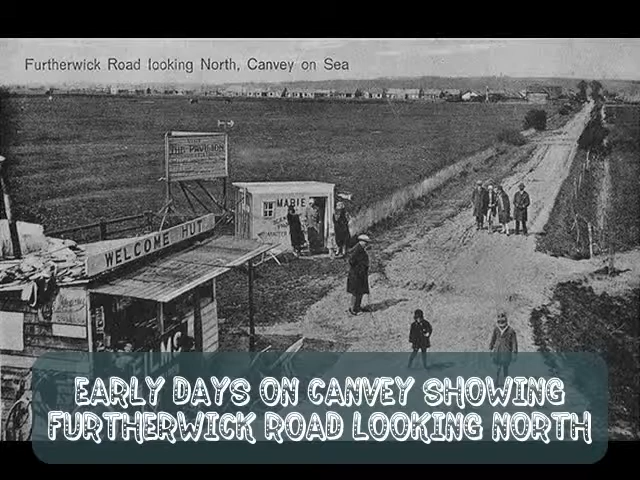 Furtherwick Road looking North, Canvey on Sea
THE PAVILION
MARIE
WELCOME HUT
EARLY DAYS ON CANVEY SHOWING
FURTHERWICK ROAD LOOKING NORTH